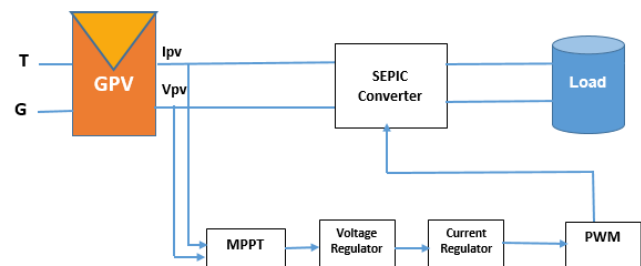 T
G
GPV
Ipv
Vpv
SEPIC
Converter
Load
MPPT
Voltage
Regulator
Current
Regulator
PWM